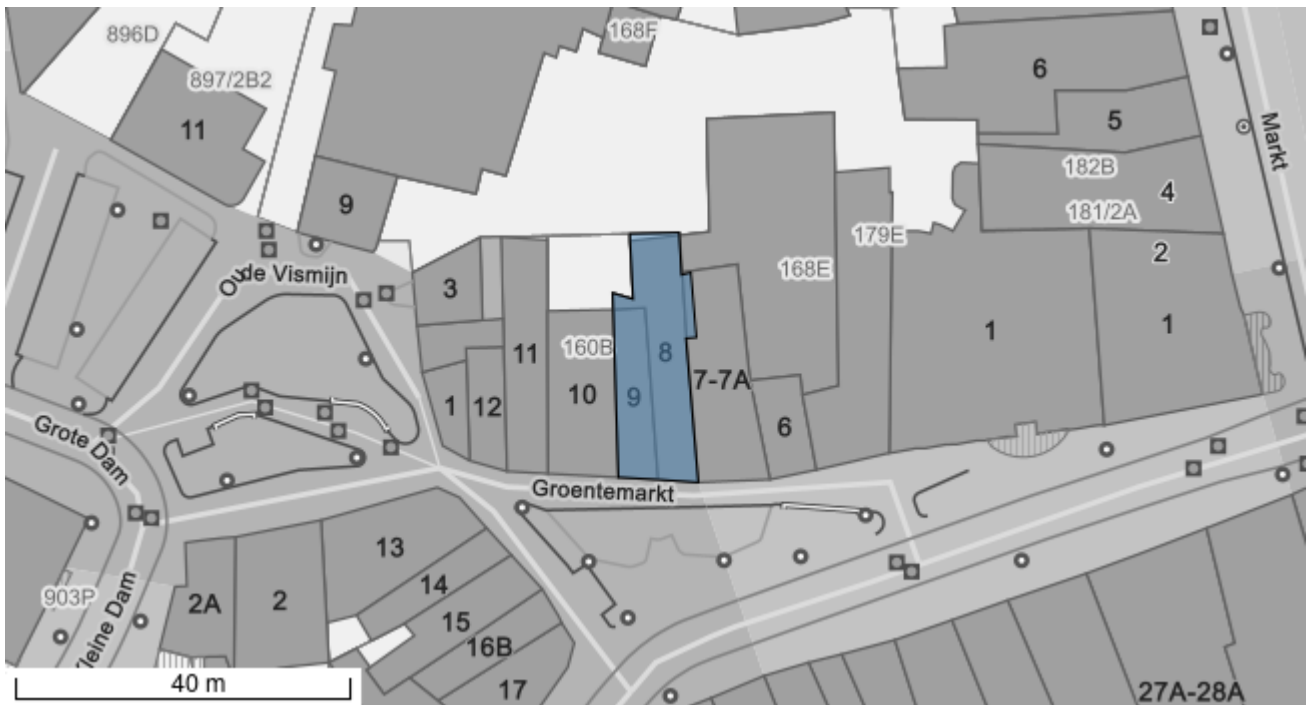 896D
168F
897/2B2
11
6
5
Markt
182B
4
181/2A
9
179E
2
Oude Vismijn
3
168E
11
160B
8
1
1
10
9
7-7A
1
12
6
Grote Dam
Groentemarkt
13
14
903P
2A
2
15
Kleine Dam
16B
17
40 m
27A-28A